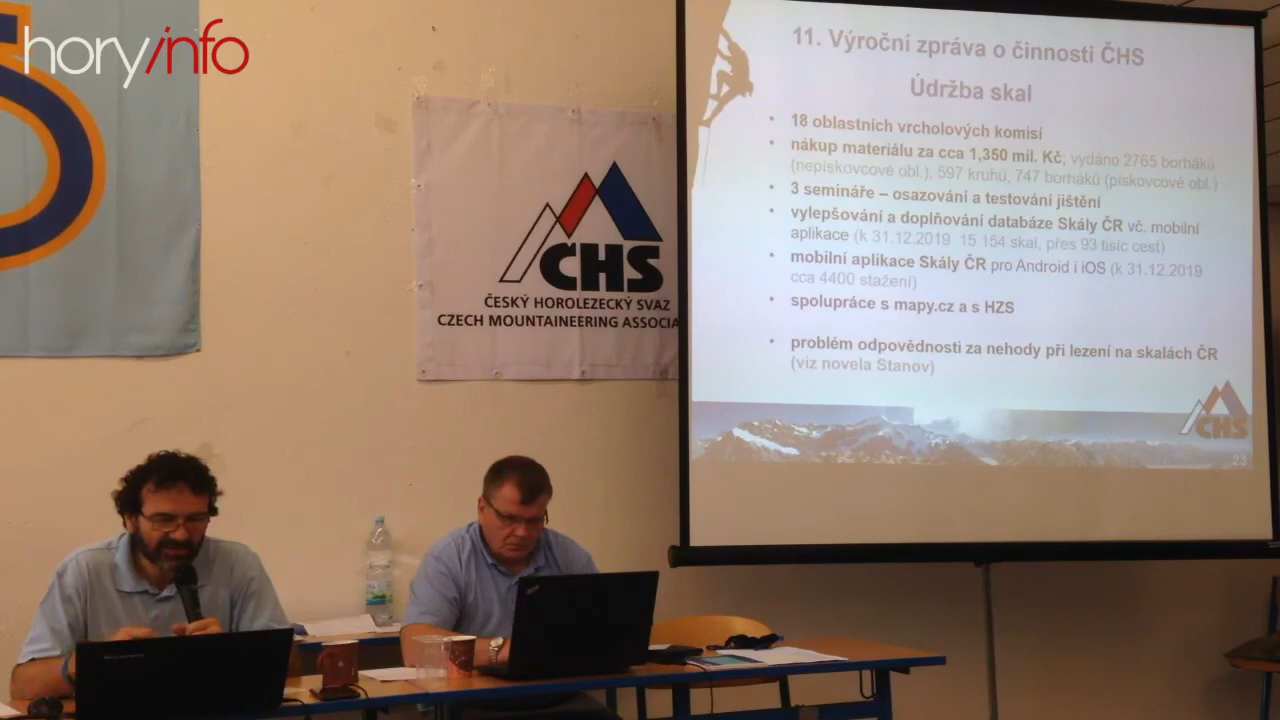 hory/info
ČHS
ČESKÝ HOROLEZECKÝ SVAZ
CZECH MOUNTAINEERING ASSOCIA
11. Výroční zpráva o činnosti ČHS
Údržba skal
• 18 oblastních vrcholových komisí
• nákup materiálu za cca 1,350 mil. Kč; vydáno 2765 borháků
(nepískovcové obl.), 597 kruhů, 747 borháků (pískovcové obl.)
• 3 semináře – osazování a testování jištění
• vylepšování a doplňování databáze Skály ČR vč. mobilní
aplikace (k 31.12.2019 15 154 skal, přes 93 tisíc cest)
• mobilní aplikace Skály ČR pro Android i iOS (k 31.12.2019
cca 4400 stažení)
• spolupráce s mapy.cz a s HZS
• problém odpovědnosti za nehody při lezení na skalách ČR
(viz novela Stanov)
CHS
23